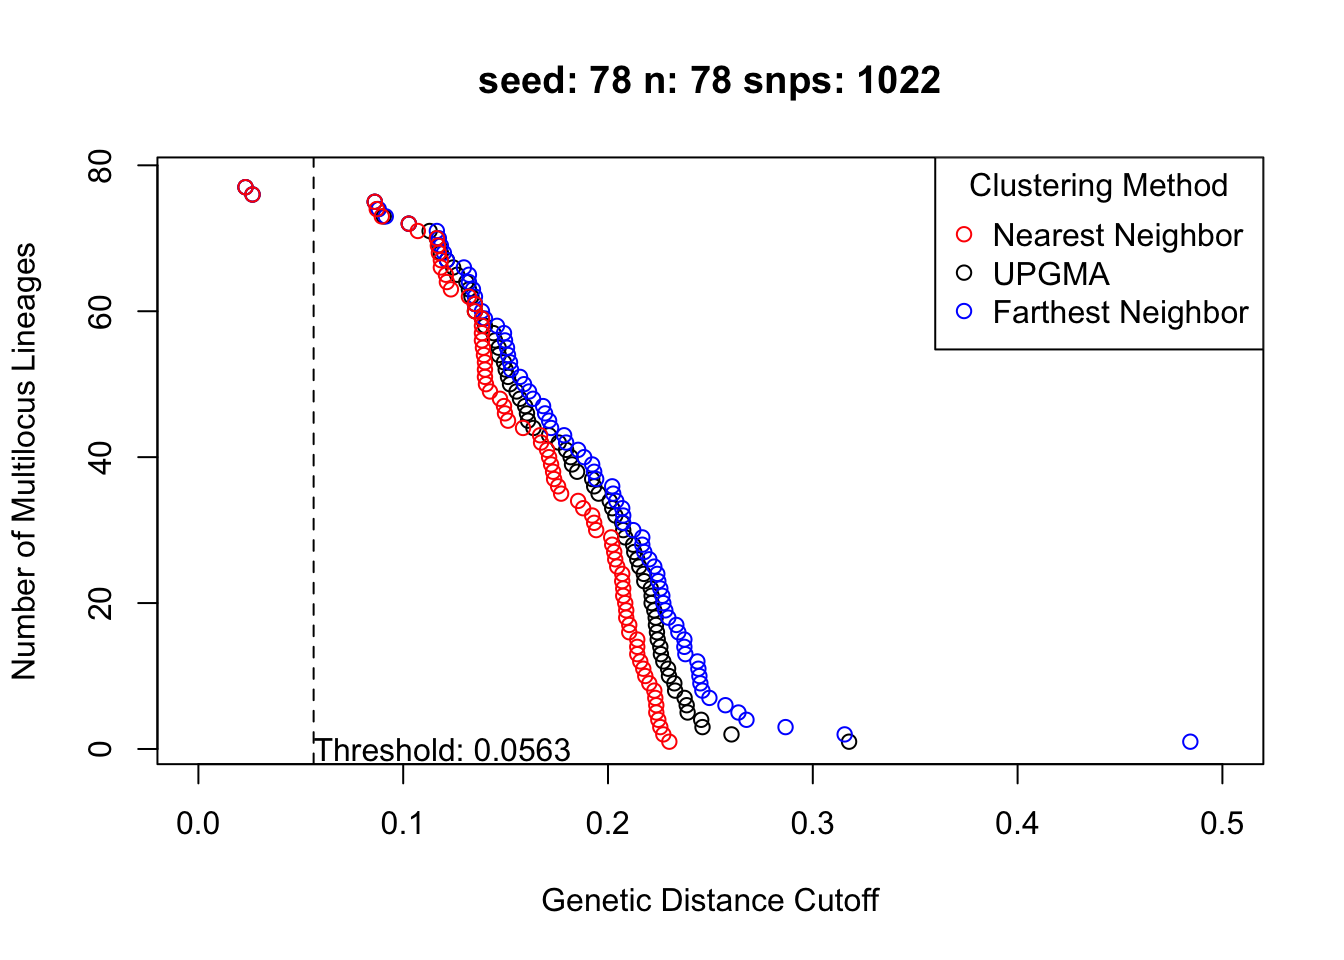 seed: 78 n: 78 snps: 1022
Number of Multilocus Lineages
80
60
40
20
0
Clustering Method
Nearest Neighbor
UPGMA
Farthest Neighbor
Threshold: 0.0563
0.0 0.1 0.2 0.3 0.4 0.5
Genetic Distance Cutoff